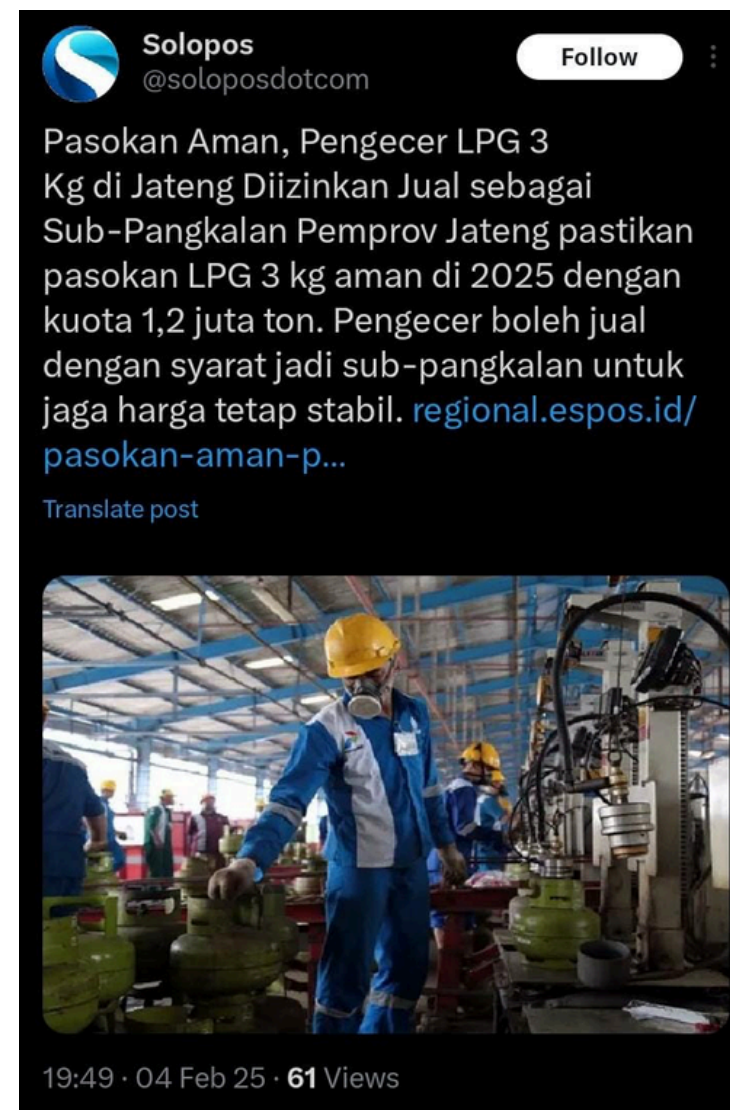 Solopos
@soloposdotcom
Follow
Pasokan Aman, Pengecer LPG 3
Kg di Jateng Diizinkan Jual sebagai
Sub-Pangkalan Pemprov Jateng pastikan
pasokan LPG 3 kg aman di 2025 dengan
kuota 1,2 juta ton. Pengecer boleh jual
dengan syarat jadi sub-pangkalan untuk
jaga harga tetap stabil. regional.espos.id/
pasokan-aman-p...
Translate post
19:49 · 04 Feb 25 · 61 Views